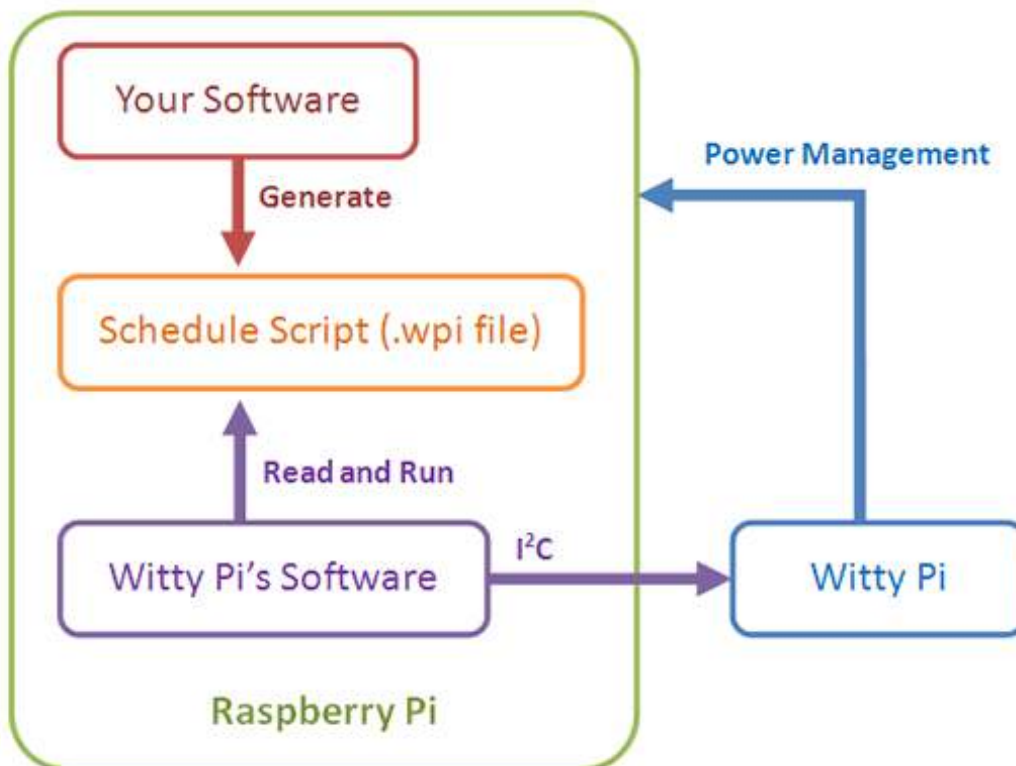 Your Software
Power Management
Generate
Schedule Script (.wpi file)
Read and Run
I²C
Witty Pi's Software
Witty Pi
Raspberry Pi